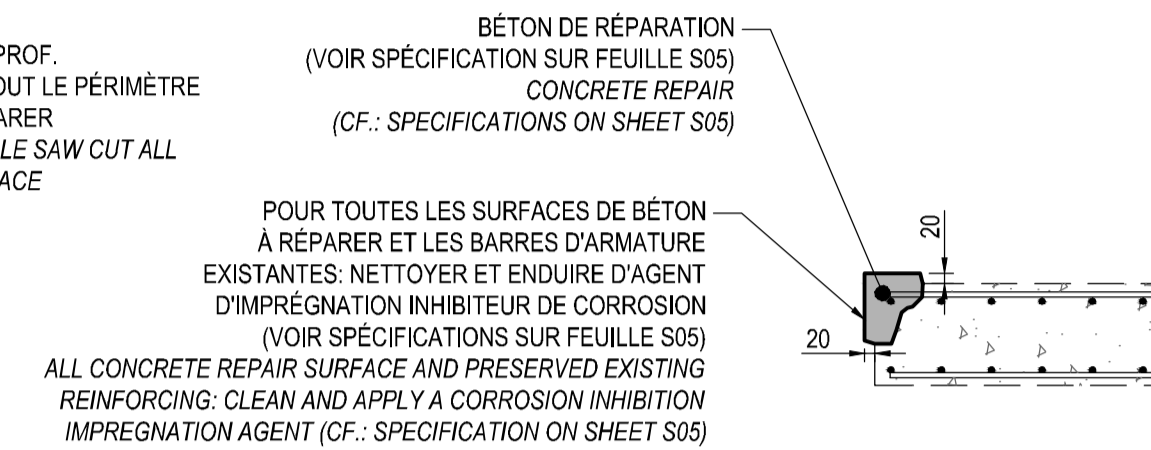 PROF.
OUT LE PÉRIMÈTRE
ARER
LE SAW CUT ALL
ACE
BÉTON DE RÉPARATION
(VOIR SPÉCIFICATION SUR FEUILLE S05)
CONCRETE REPAIR
(CF.: SPECIFICATIONS ON SHEET S05)
POUR TOUTES LES SURFACES DE BÉTON
À RÉPARER ET LES BARRES D'ARMATURE
EXISTANTES: NETTOYER ET ENDUIRE D'AGENT
D'IMPRÉGNATION INHIBITEUR DE CORROSION
(VOIR SPÉCIFICATIONS SUR FEUILLE S05)
ALL CONCRETE REPAIR SURFACE AND PRESERVED EXISTING
REINFORCING: CLEAN AND APPLY A CORROSION INHIBITION
IMPREGNATION AGENT (CF.: SPECIFICATION ON SHEET S05)
20
20